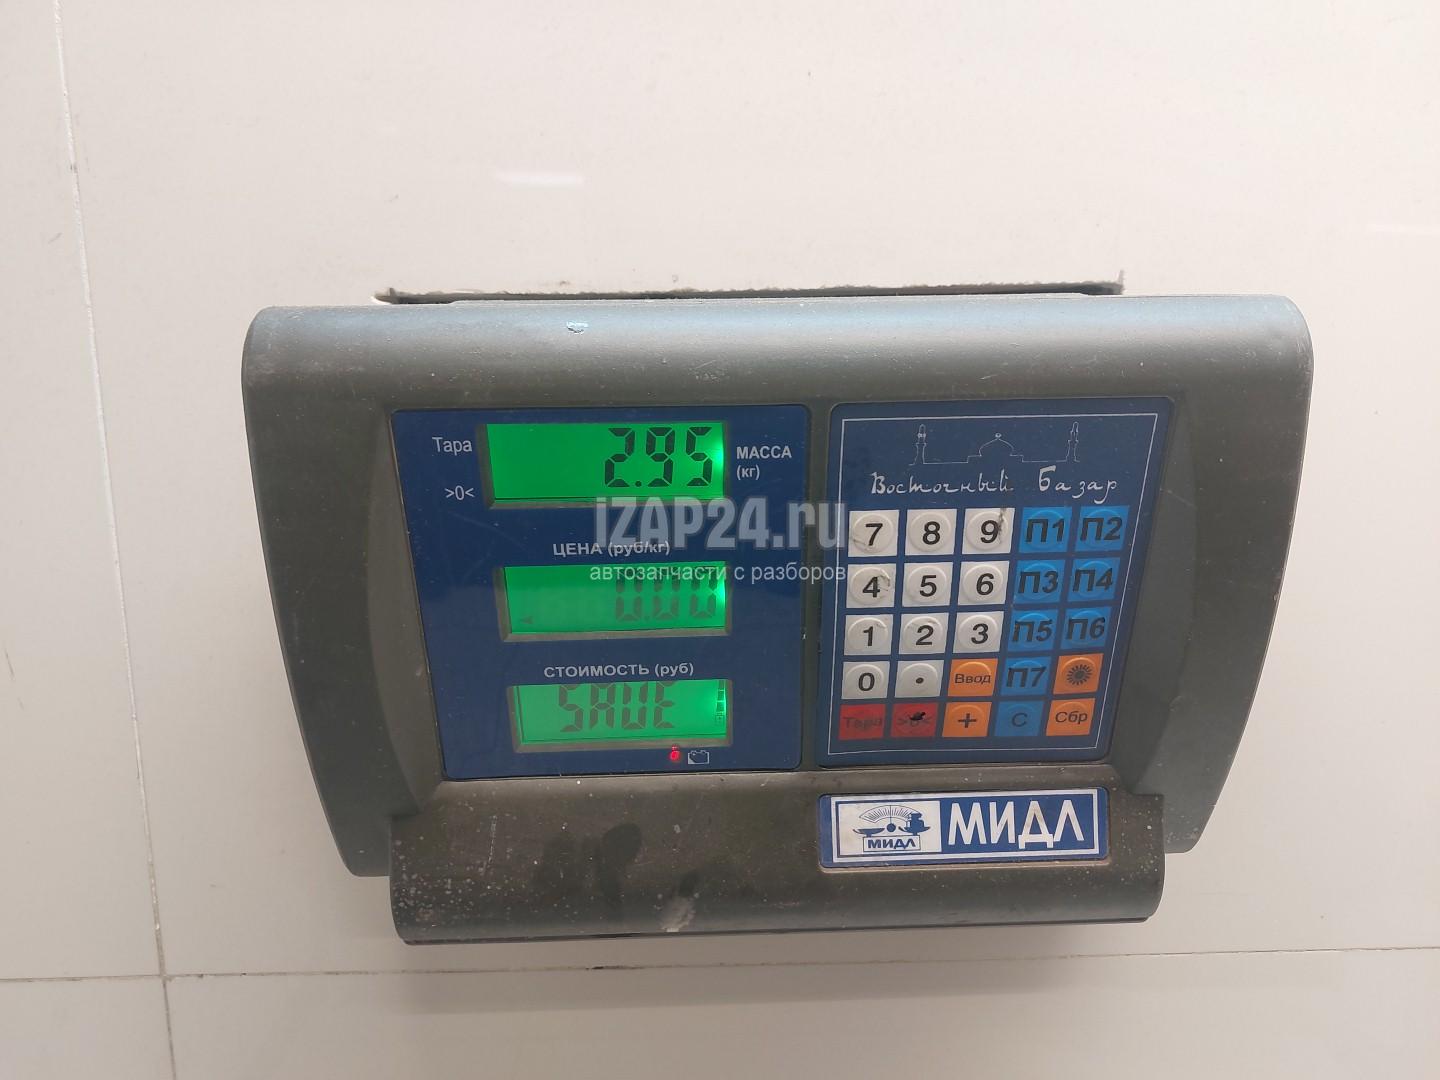 Тара
2.95
МАССА
(кг)
>0<
Восточный Базар
iZAP24.ru
автозапчасти с разборов
ЦЕНА (руб/кг)
0.00
СТОИМОСТЬ (руб)
SAVE
7 8 9 П1 П2
4 5 6 П3 П4
1 2 3 П5 П6
0 . Ввод П7
Тара >0< + С Сбр
МИДЛ
МИДЛ